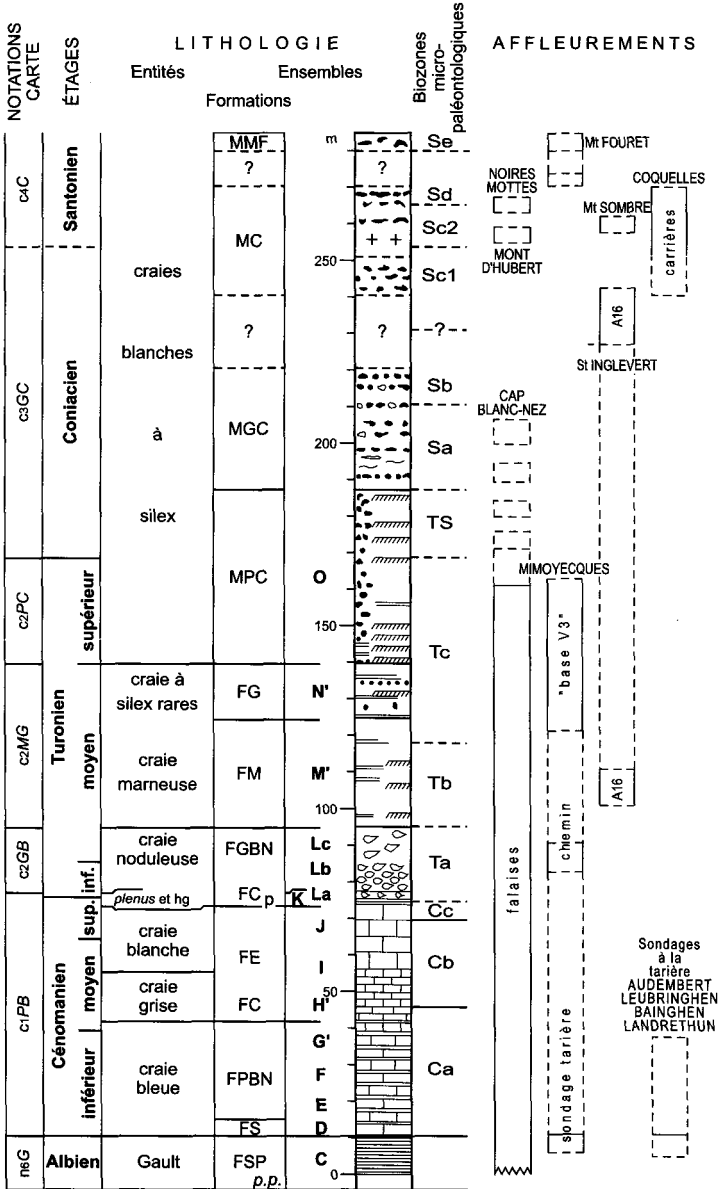 NOTATIONS CARTE
ÉTAGES
LITHOLOGIE
Entités
Formations
Ensembles
Biozones micro-paléontologiques
AFFLEUREMENTS
c4C
c3GC
c2PC
c2MG
c2GB
c1PB
n6G
Santonien
Coniacien
Turonien
supérieur
moyen
inf.
Cénomanien
sup.
moyen
inférieur
Albien
craies
blanches
à
silex
craie à
silex rares
craie
marneuse
craie
noduleuse
plenus et hg
craie
blanche
craie
grise
craie
bleue
Gault
MMF
?
MC
?
MGC
MPC
FG
FM
FGBN
FC p
FE
FC
FPBN
FS
FSP
p.p.
O
N'
M'
Lc
Lb
La
K
J
I
H'
G'
F
E
D
C
m
250
200
150
100
50
0
?
+ +
?
Se
Sd
Sc2
Sc1
?
Sb
Sa
TS
Tc
Tb
Ta
Cc
Cb
Ca
Mt FOURET
NOIRES
MOTTES
MONT
D'HUBERT
COQUELLES
Mt SOMBRE
carrières
A16
St INGLEVERT
CAP
BLANC-NEZ
MIMOYECQUES
"base V3"
A16
chemin
falaises
sondage tarière
Sondages
à la
tarière
AUDEMBERT
LEUBRINGHEN
BAINGHEN
LANDRETHUN